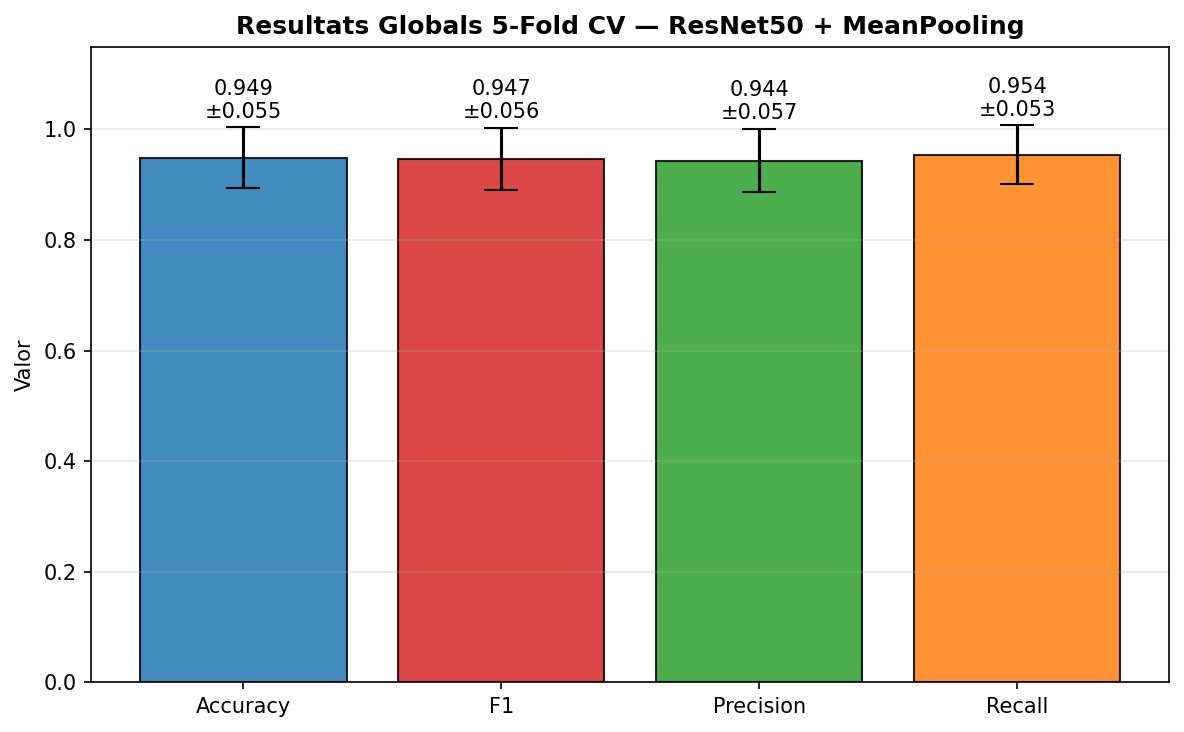 Resultats Globals 5-Fold CV — ResNet50 + MeanPooling
0.949
±0.055
0.947
±0.056
0.944
±0.057
0.954
±0.053
Valor
1.0
0.8
0.6
0.4
0.2
0.0
Accuracy
F1
Precision
Recall